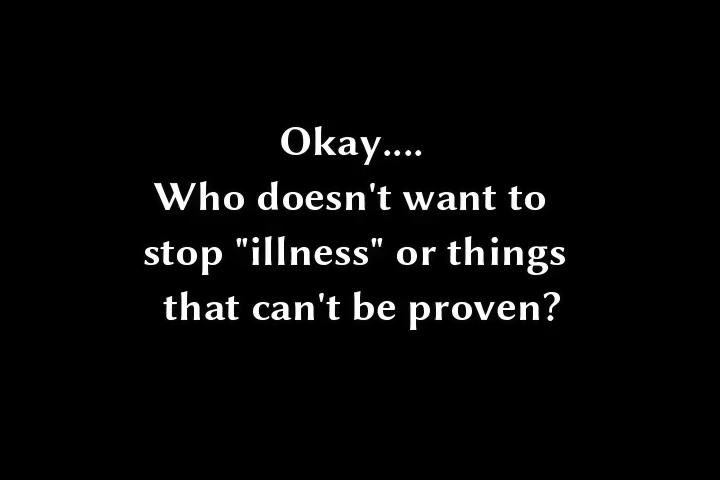 Okay....
Who doesn't want to
stop "illness" or things
that can't be proven?